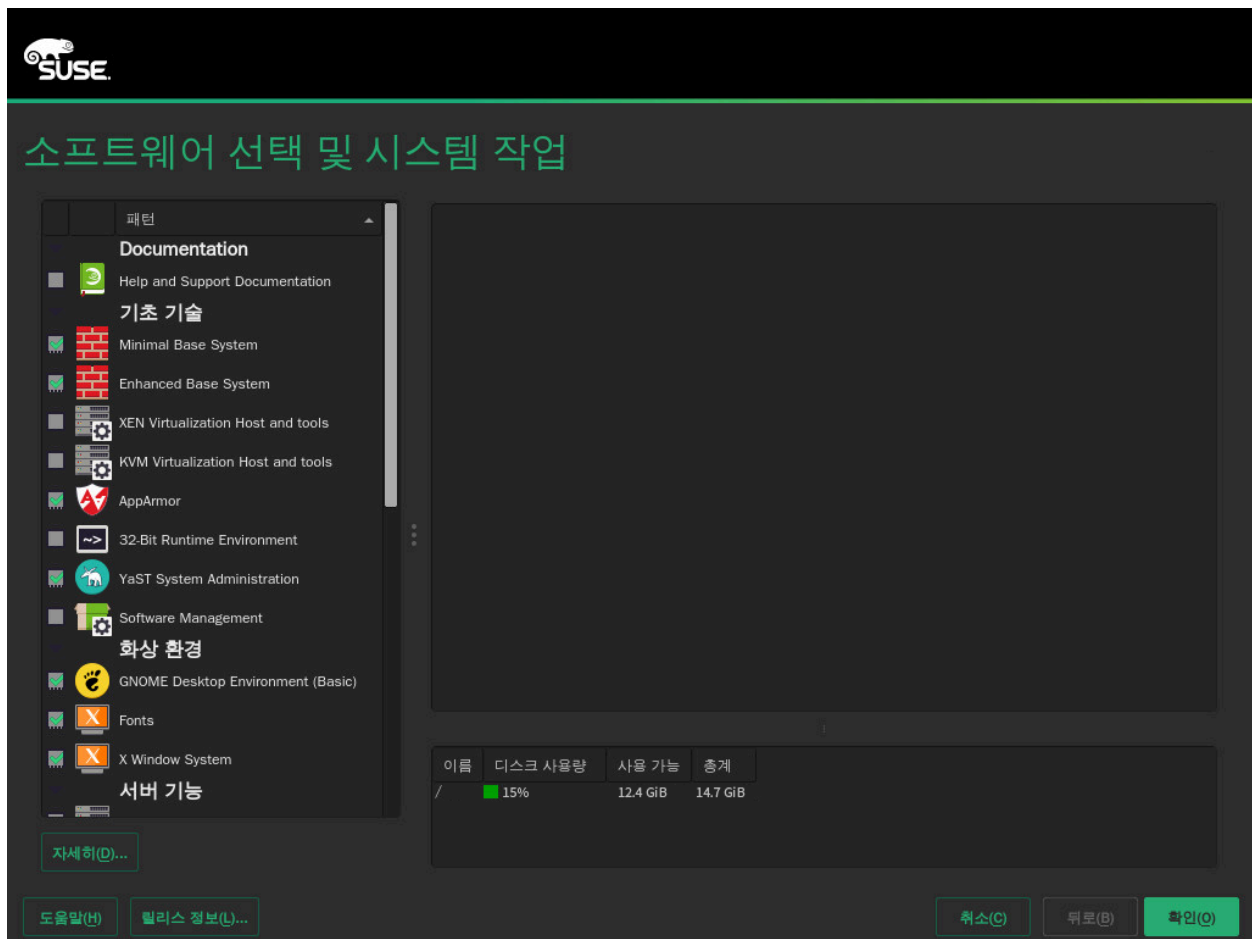 SUSE.
소프트웨어 선택 및 시스템 작업
패턴
Documentation
Help and Support Documentation
기초 기술
Minimal Base System
Enhanced Base System
XEN Virtualization Host and tools
KVM Virtualization Host and tools
AppArmor
32-Bit Runtime Environment
~>
YaST System Administration
Software Management
화상 환경
GNOME Desktop Environment (Basic)
X
Fonts
X
X Window System
서버 기능
이름 디스크 사용량 사용 가능 총계
/ 15% 12.4 GiB 14.7 GiB
자세히(D)...
도움말(H) 릴리스 정보(L)... 취소(C) 뒤로(B) 확인(O)